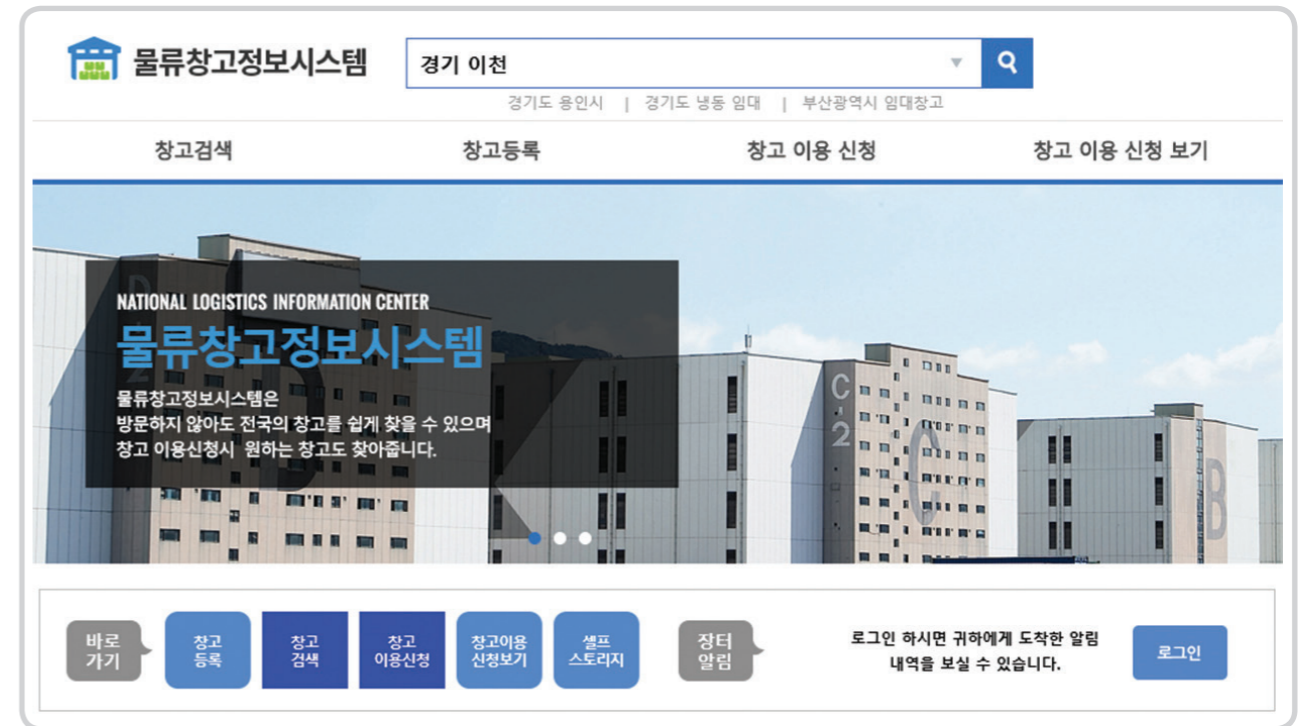 물류창고정보시스템
경기 이천
경기도 용인시 | 경기도 냉동 임대 | 부산광역시 임대창고
창고검색 창고등록 창고 이용 신청 창고 이용 신청 보기
NATIONAL LOGISTICS INFORMATION CENTER
물류창고정보시스템
물류창고정보시스템은
방문하지 않아도 전국의 창고를 쉽게 찾을 수 있으며
창고 이용신청시 원하는 창고도 찾아줍니다.
D
2
D
C
-
2
C
B
바로
가기
창고
등록
창고
검색
창고
이용신청
창고이용
신청보기
셀프
스토리지
장터
알림
로그인 하시면 귀하에게 도착한 알림
내역을 보실 수 있습니다.
로그인